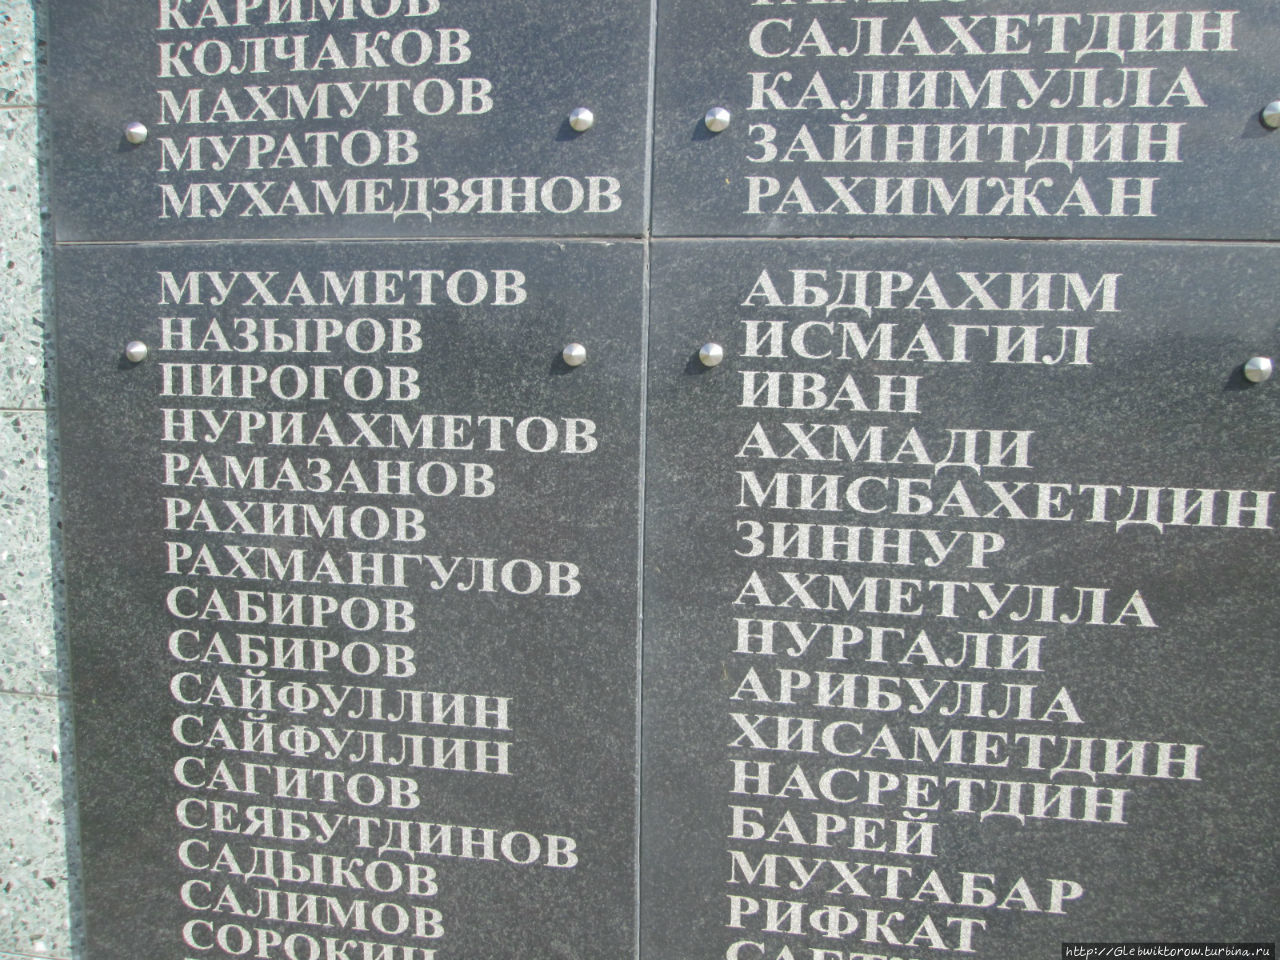 КАРИМОВ
КОЛЧАКОВ САЛАХЕТДИН
МАХМУТОВ КАЛИМУЛЛА
МУРАТОВ ЗАЙНИТДИН
МУХАМЕДЗЯНОВ РАХИМЖАН
МУХАМЕТОВ АБДРАХИМ
НАЗЫРОВ ИСМАГИЛ
ПИРОГОВ ИВАН
НУРИАХМЕТОВ АХМАДИ
РАМАЗАНОВ МИСБАХЕТДИН
РАХИМОВ ЗИННУР
РАХМАНГУЛОВ АХМЕТУЛЛА
САБИРОВ НУРГАЛИ
САБИРОВ АРИБУЛЛА
САЙФУЛЛИН ХИСАМЕТДИН
САЙФУЛЛИН НАСРЕТДИН
САГИТОВ БАРЕЙ
СЕЯБУТДИНОВ МУХТАБАР
САДЫКОВ РИФКАТ
САЛИМОВ
СОРОКИН
http://Glebwiktorow.turbina.ru